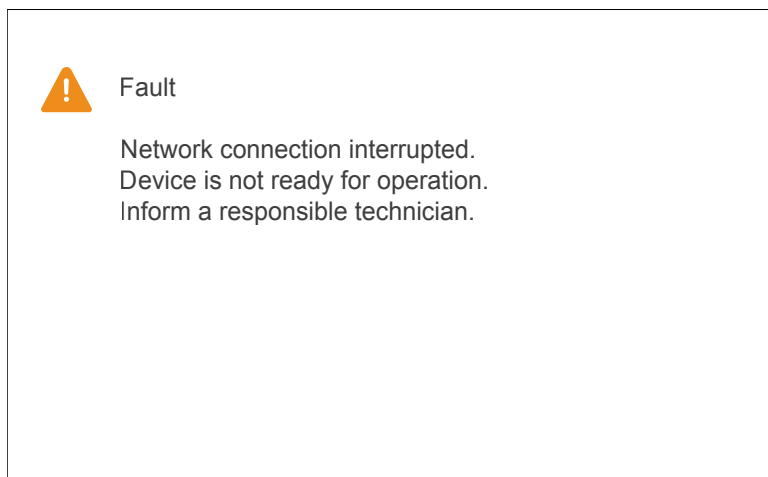 Fault
Network connection interrupted.
Device is not ready for operation.
Inform a responsible technician.